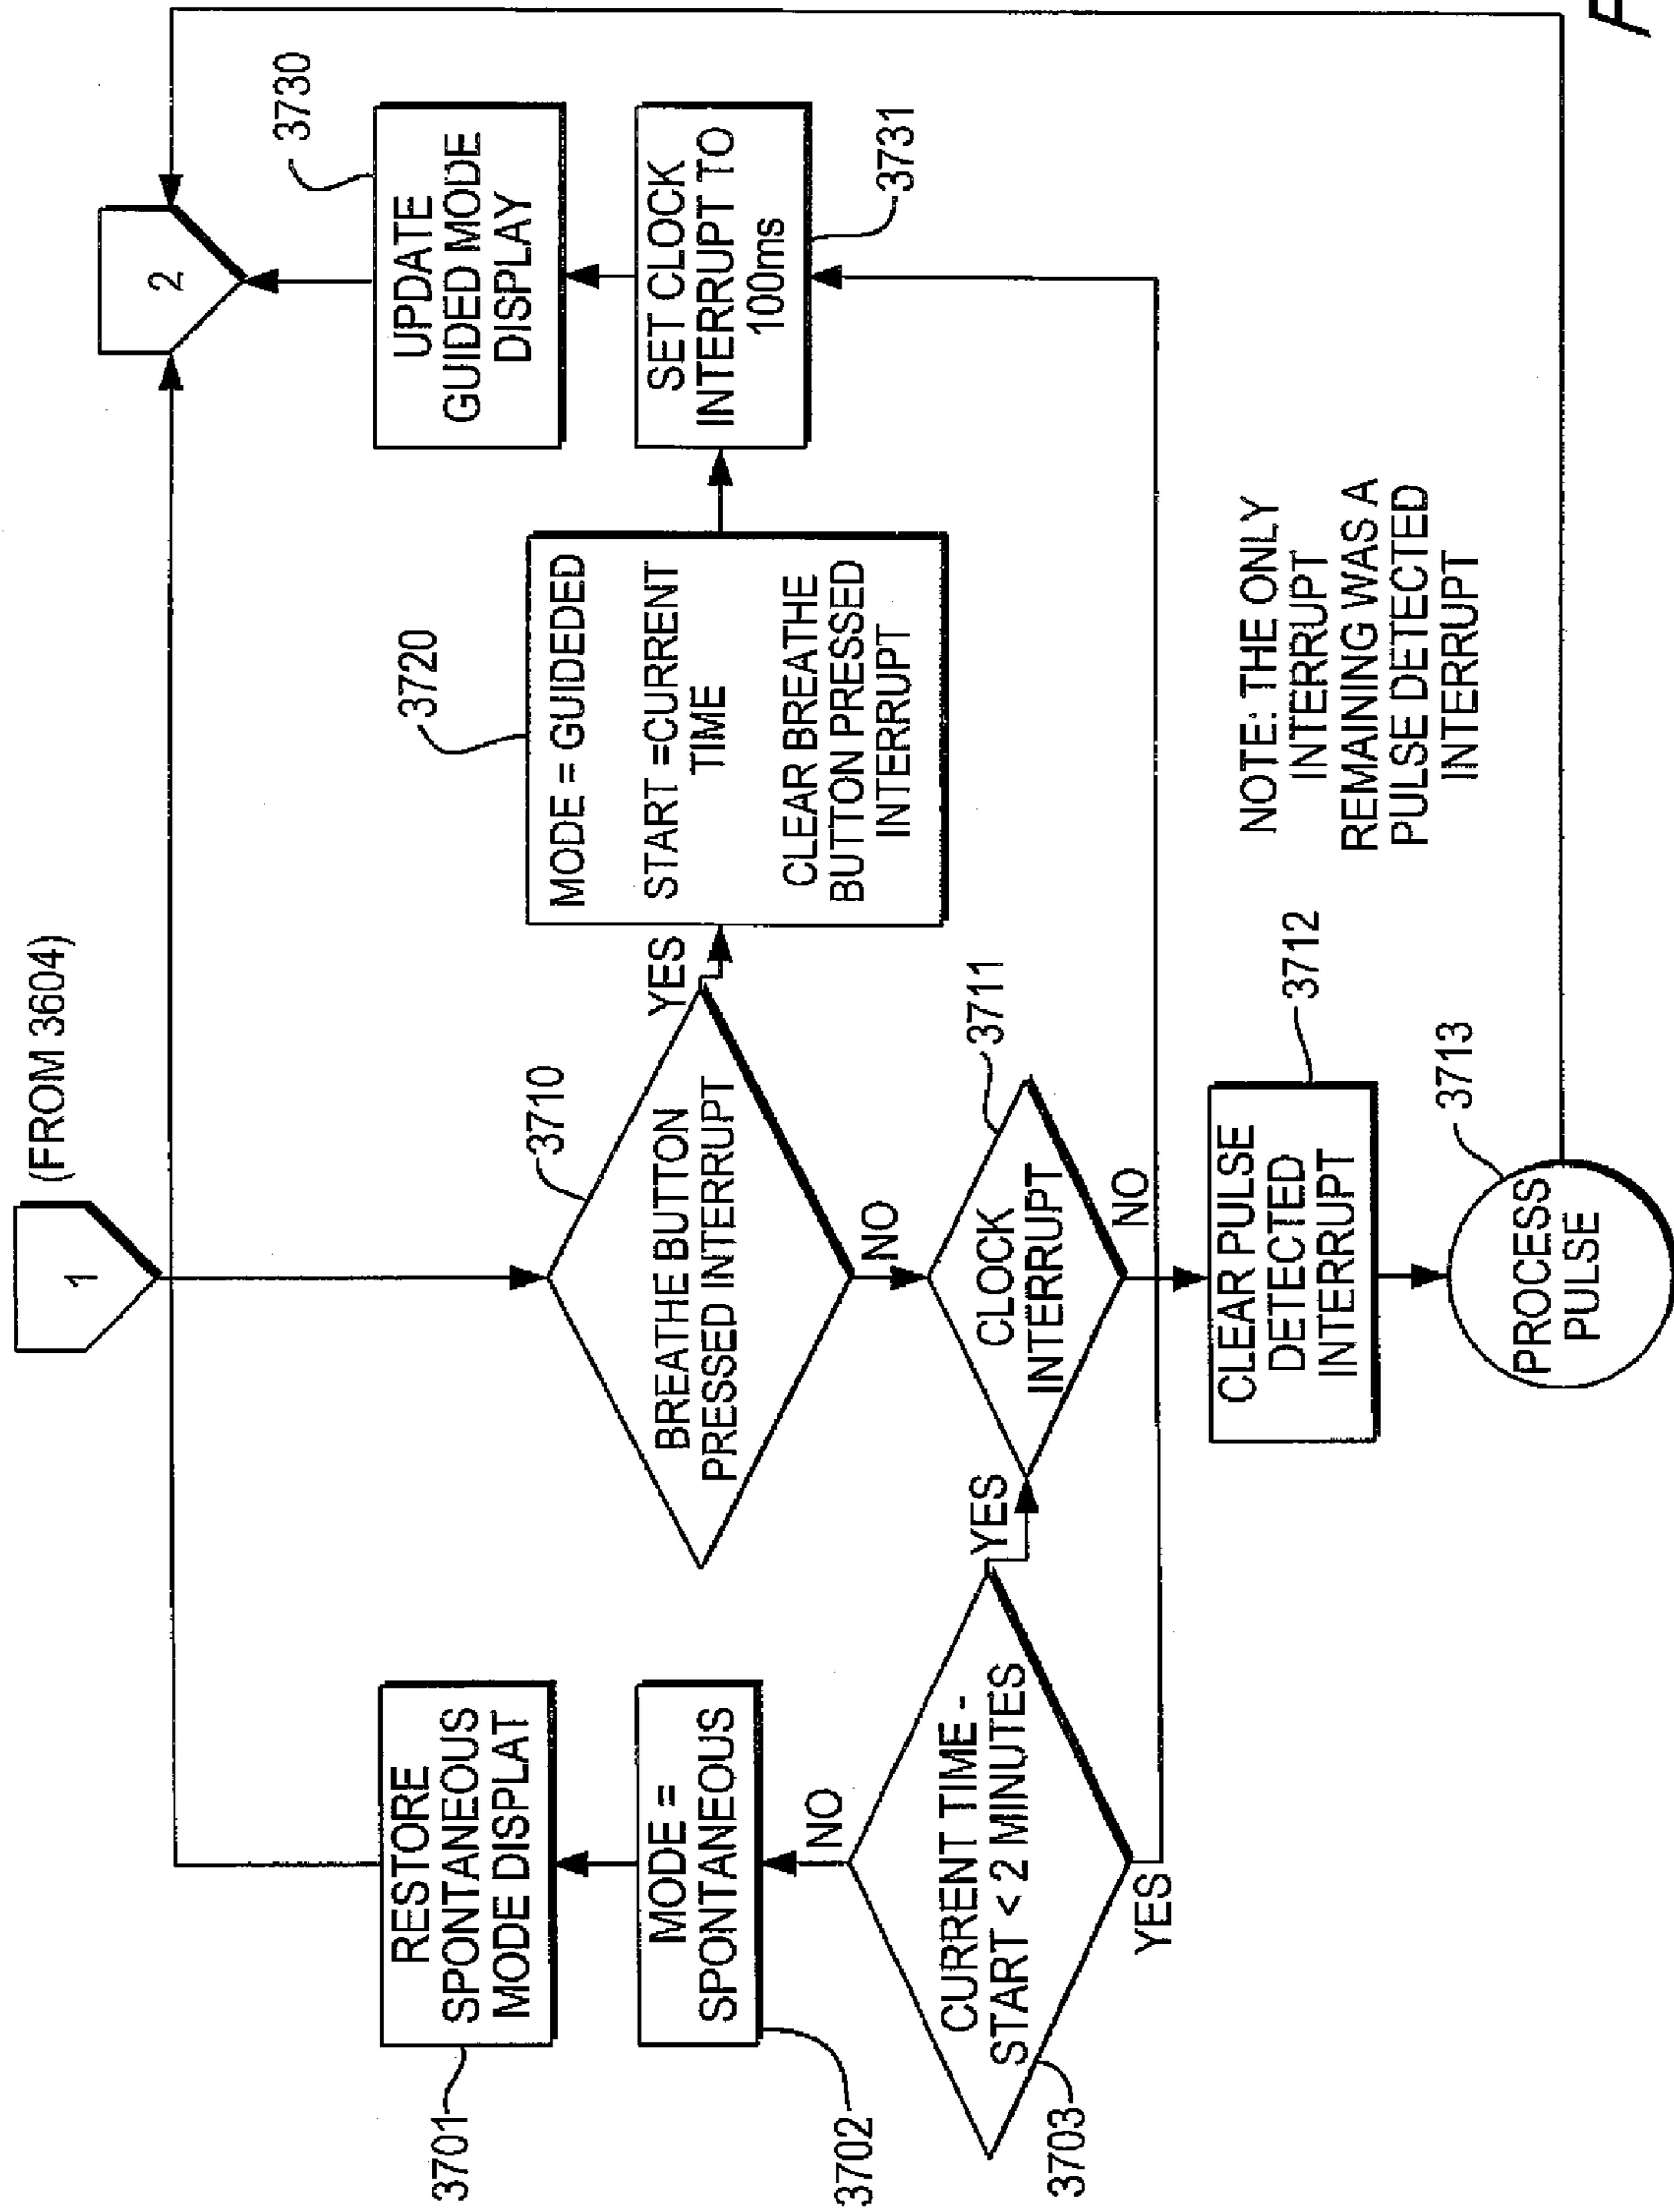 1
(FROM 3604)
2
3701
RESTORE
SPONTANEOUS
MODE DISPLAT
3702
MODE =
SPONTANEOUS
NO
3703
CURRENT TIME -
START < 2 MINUTES
YES
YES
3710
BREATHE BUTTON
PRESSED INTERRUPT
YES
NO
3711
CLOCK
INTERRUPT
NO
3712
CLEAR PULSE
DETECTED
INTERRUPT
3713
PROCESS
PULSE
3720
MODE = GUIDEDED
START =CURRENT
TIME
CLEAR BREATHE
BUTTON PRESSED
INTERRUPT
3730
UPDATE
GUIDED MODE
DISPLAY
SET CLOCK
INTERRUPT TO
100ms
3731
NOTE: THE ONLY
INTERRUPT
REMAINING WAS A
PULSE DETECTED
INTERRUPT